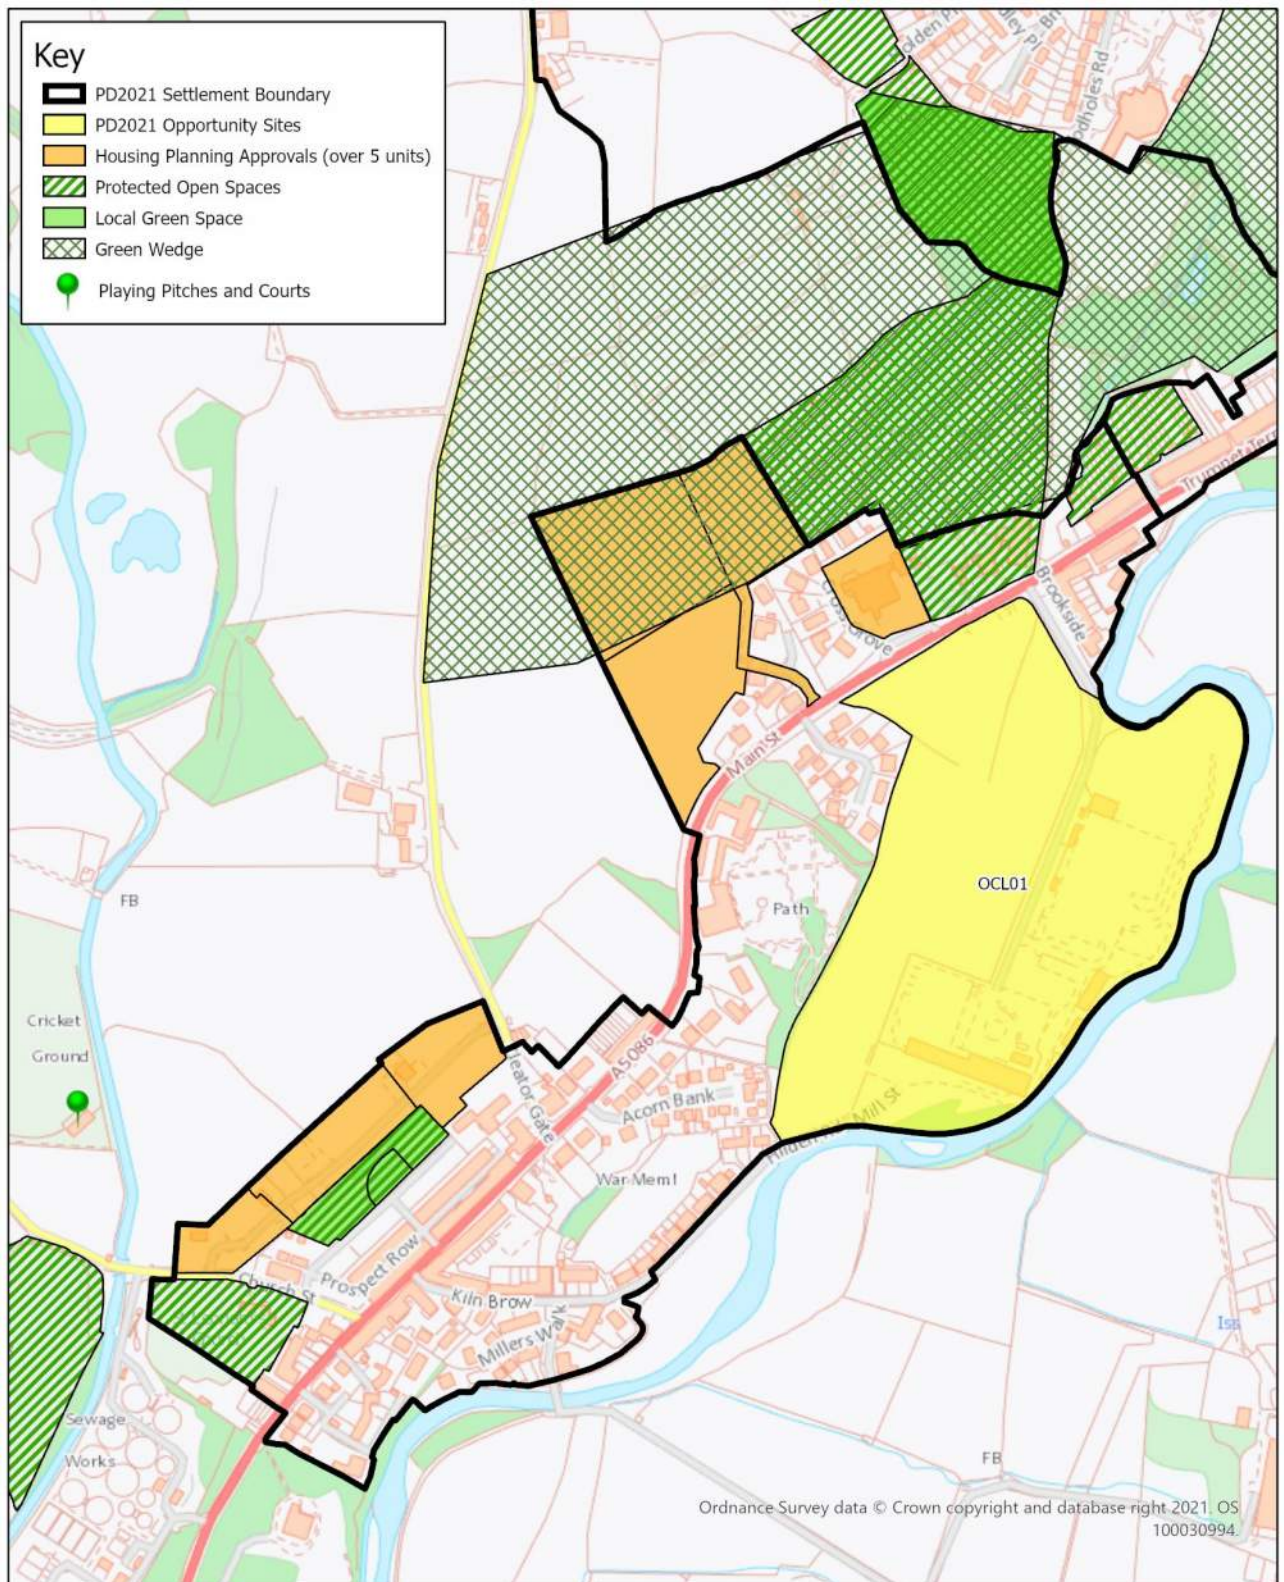 Key
PD2021 Settlement Boundary
PD2021 Opportunity Sites
Housing Planning Approvals (over 5 units)
Protected Open Spaces
Local Green Space
Green Wedge
Playing Pitches and Courts
Brookside
Main St
OCL01
FB
Path
Cricket
Ground
A5086
Acorn Bank
Mill St
War Meml
Prospect Row
Church St
Kiln Brow
Millers Walk
Iss
Sewage
Works
FB
Ordnance Survey data © Crown copyright and database right 2021. OS
100030994.